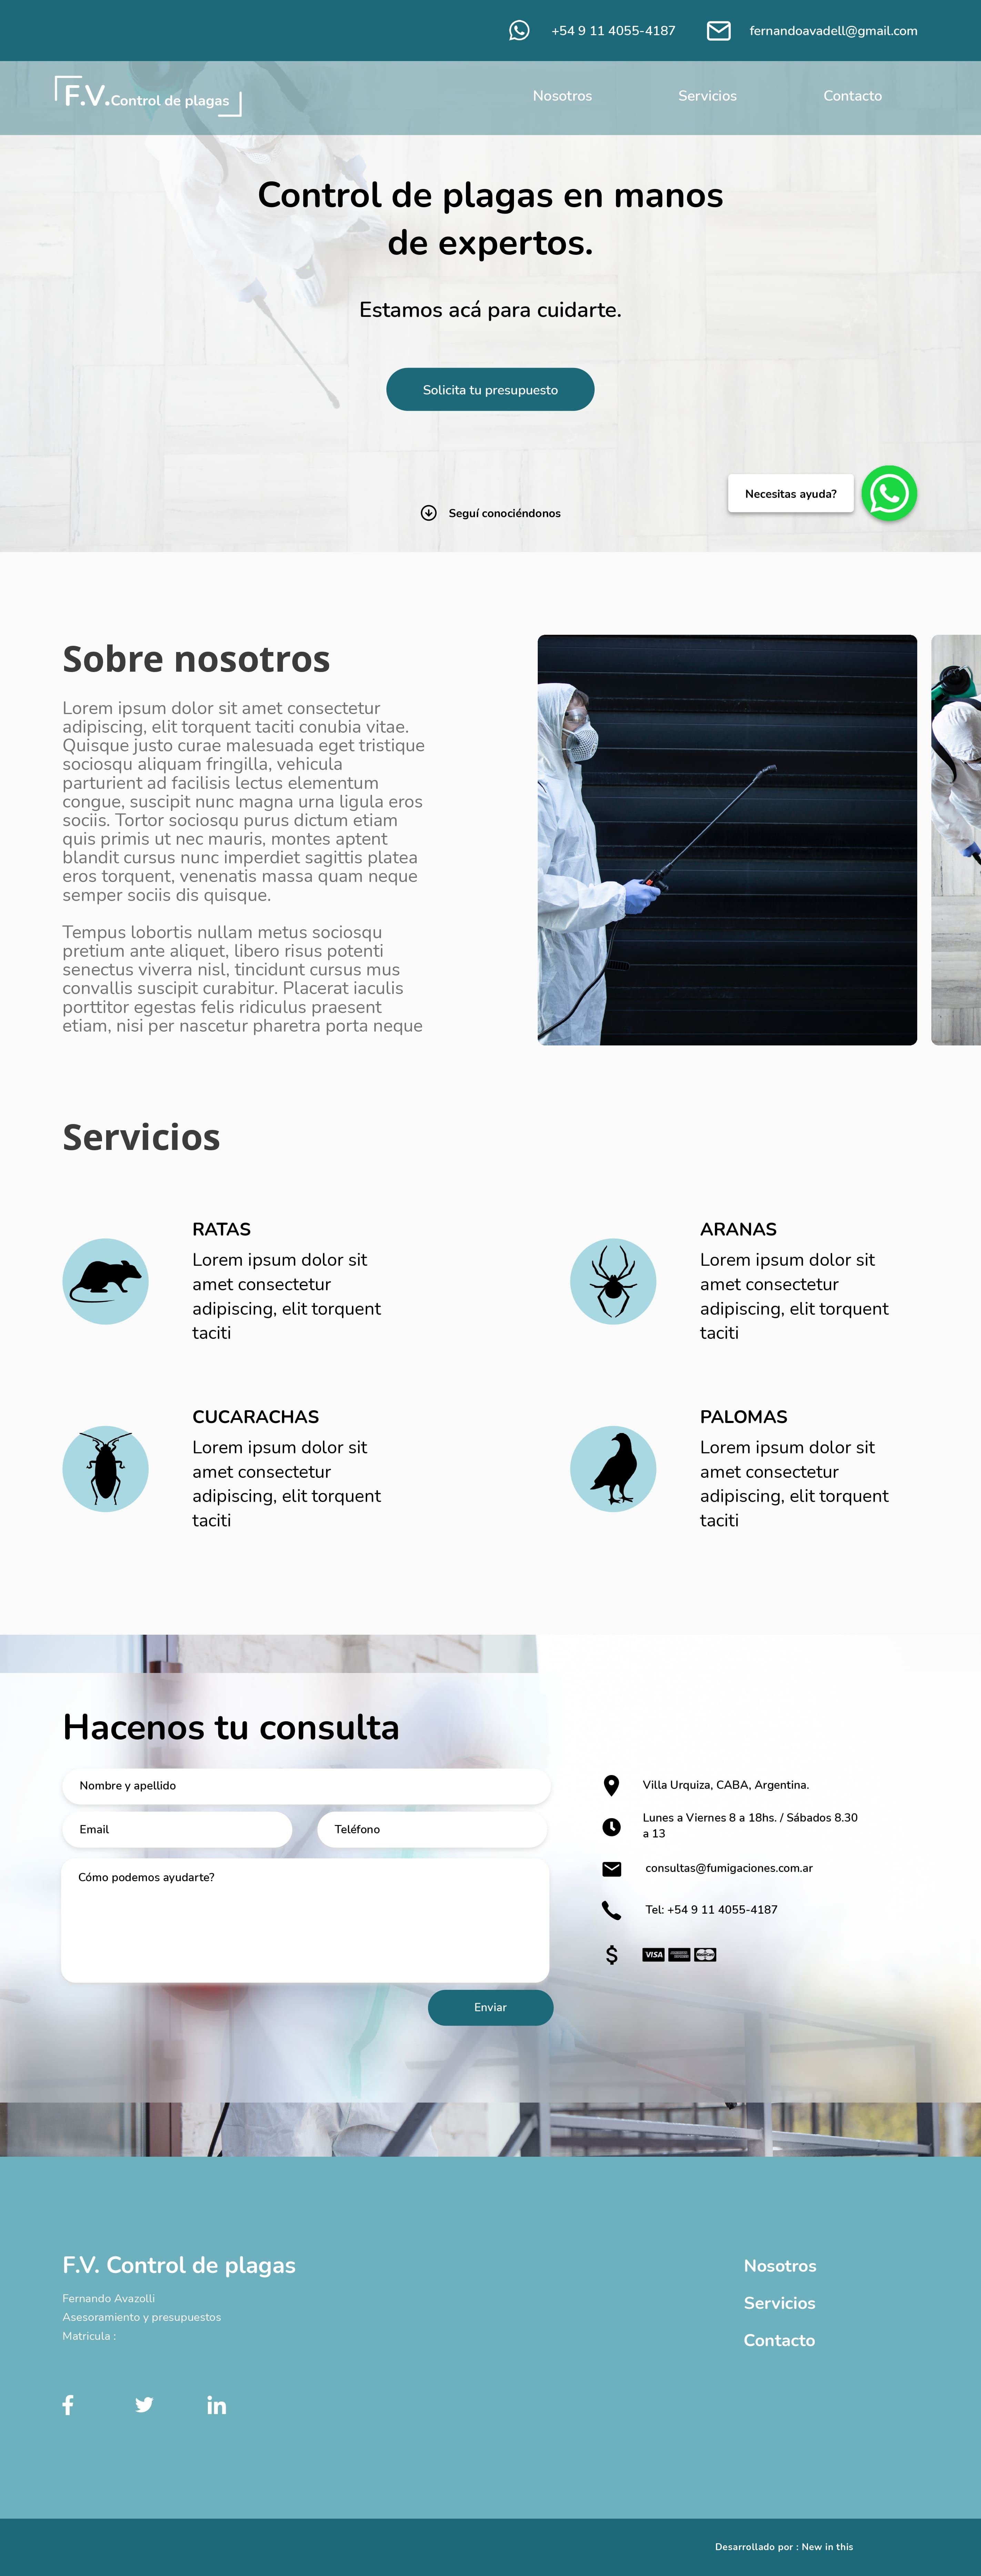 +54 9 11 4055-4187
fernandoavadell@gmail.com
F.V. Control de plagas
Nosotros
Servicios
Contacto
Control de plagas en manos
de expertos.
Estamos acá para cuidarte.
Solicita tu presupuesto
Necesitas ayuda?
Seguí conociéndonos
Sobre nosotros
Lorem ipsum dolor sit amet consectetur
adipiscing, elit torquent taciti conubia vitae.
Quisque justo curae malesuada eget tristique
sociosqu aliquam fringilla, vehicula
parturient ad facilisis lectus elementum
congue, suscipit nunc magna urna ligula eros
sociis. Tortor sociosqu purus dictum etiam
quis primis ut nec mauris, montes aptent
blandit cursus nunc imperdiet sagittis platea
eros torquent, venenatis massa quam neque
semper sociis dis quisque.
Tempus lobortis nullam metus sociosqu
pretium ante aliquet, libero risus potenti
senectus viverra nisl, tincidunt cursus mus
convallis suscipit curabitur. Placerat iaculis
porttitor egestas felis ridiculus praesent
etiam, nisi per nascetur pharetra porta neque
Servicios
RATAS
Lorem ipsum dolor sit
amet consectetur
adipiscing, elit torquent
taciti
ARANAS
Lorem ipsum dolor sit
amet consectetur
adipiscing, elit torquent
taciti
CUCARACHAS
Lorem ipsum dolor sit
amet consectetur
adipiscing, elit torquent
taciti
PALOMAS
Lorem ipsum dolor sit
amet consectetur
adipiscing, elit torquent
taciti
Hacenos tu consulta
Nombre y apellido
Email
Teléfono
Cómo podemos ayudarte?
Enviar
Villa Urquiza, CABA, Argentina.
Lunes a Viernes 8 a 18hs. / Sábados 8.30
a 13
consultas@fumigaciones.com.ar
Tel: +54 9 11 4055-4187
VISA
F.V. Control de plagas
Fernando Avazolli
Asesoramiento y presupuestos
Matricula :
Nosotros
Servicios
Contacto
Desarrollado por : New in this